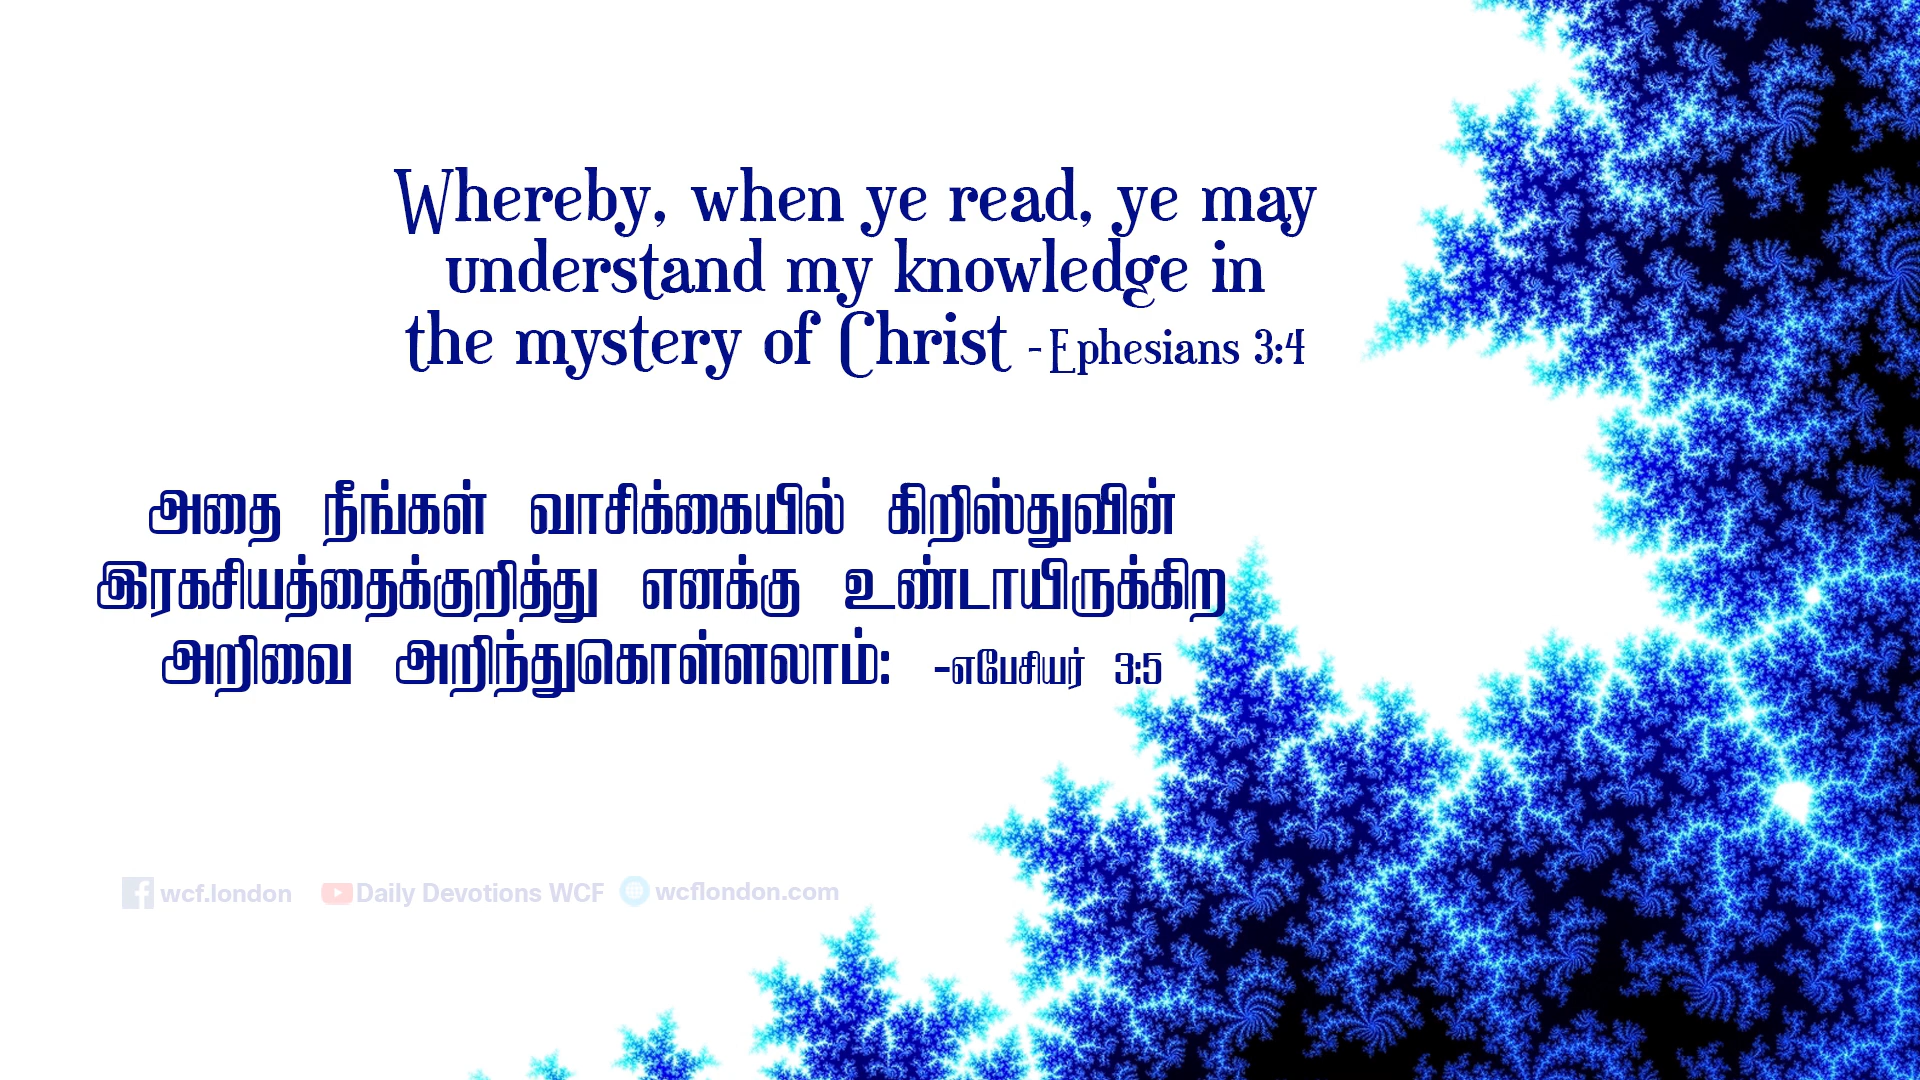 Whereby, when ye read, ye may
understand my knowledge in
the mystery of Christ - Ephesians 3:4
அதை நீங்கள் வாசிக்கையில் கிறிஸ்துவின்
இரகசியத்தைக்குறித்து எனக்கு உண்டாயிருக்கிற
அறிவை அறிந்துகொள்ளலாம்: -எபேசியர் 3:5
wcf.london Daily Devotions WCF wcflondon.com